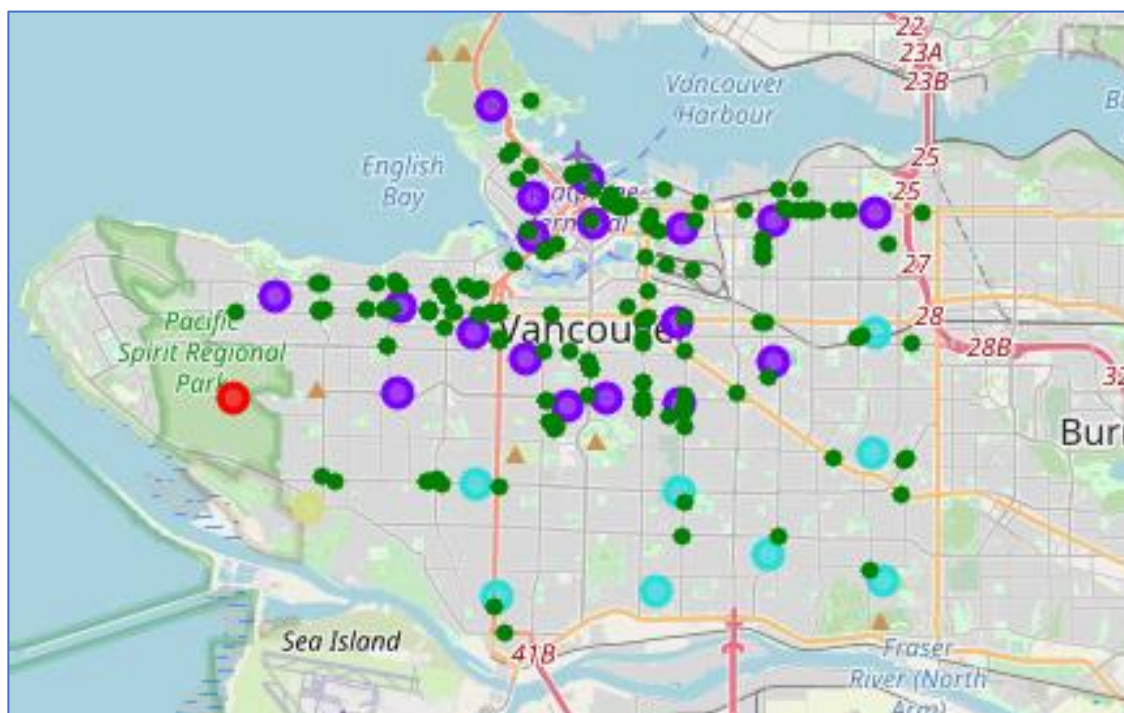 22
23A
23B
Vancouver
Harbour
25
English
Bay
25
27
Pacific
Spirit Regional
Park
Vancouver
28
28B
32
Burn
Sea Island
41B
Fraser
River (North
Arm)